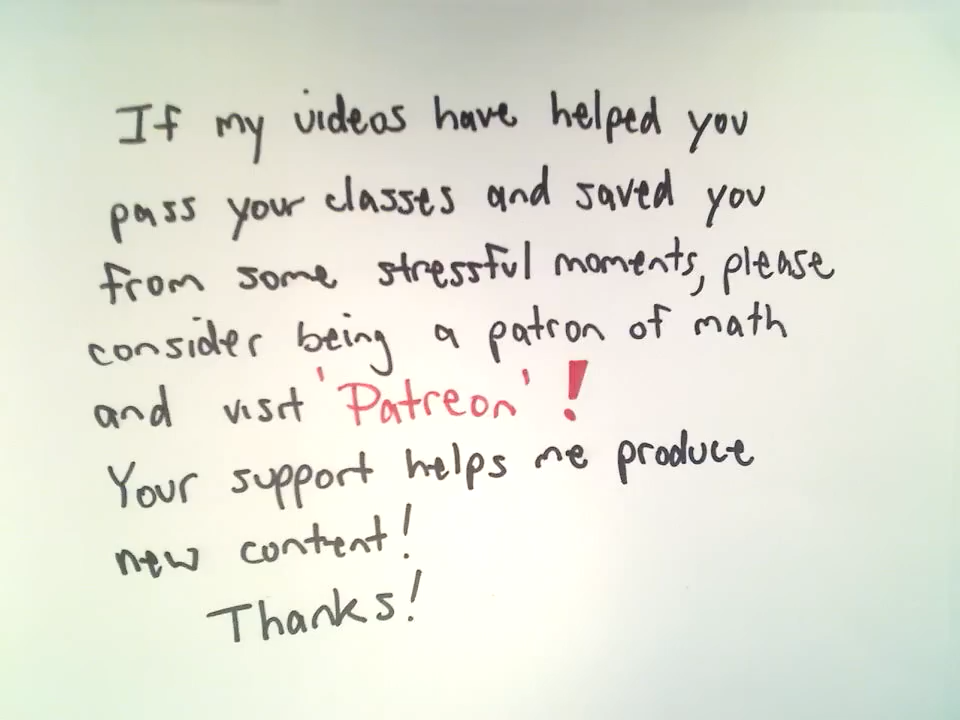 If my videos have helped you
pass your classes and saved you
from some stressful moments, please
consider being a patron of math
and visit 'Patreon' !
Your support helps me produce
new content!
Thanks!